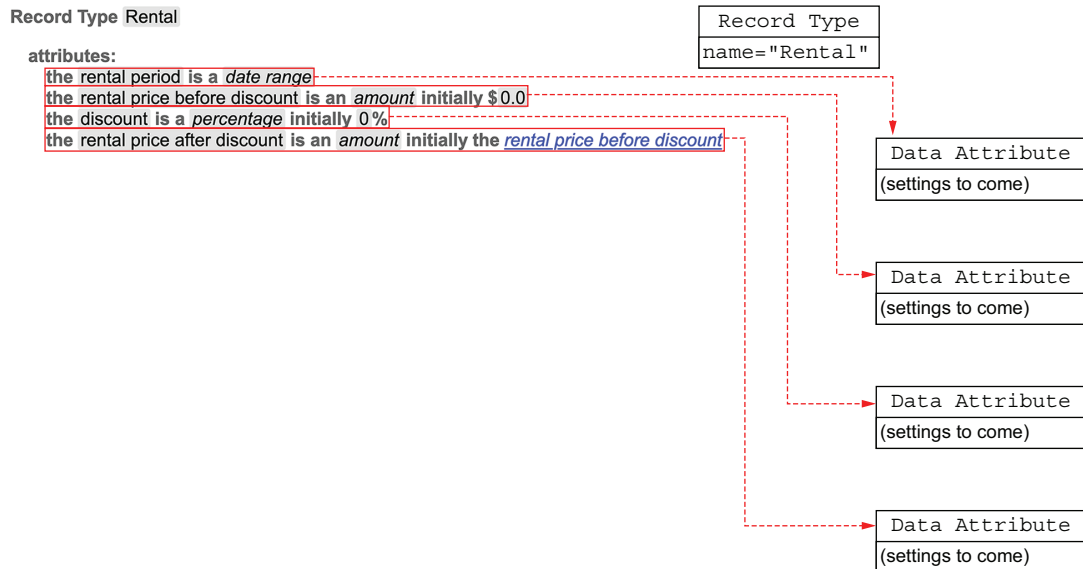 Record Type Rental
attributes:
the rental period is a date range
the rental price before discount is an amount initially $0.0
the discount is a percentage initially 0%
the rental price after discount is an amount initially the rental price before discount
Record Type
name="Rental"
Data Attribute
(settings to come)
Data Attribute
(settings to come)
Data Attribute
(settings to come)
Data Attribute
(settings to come)